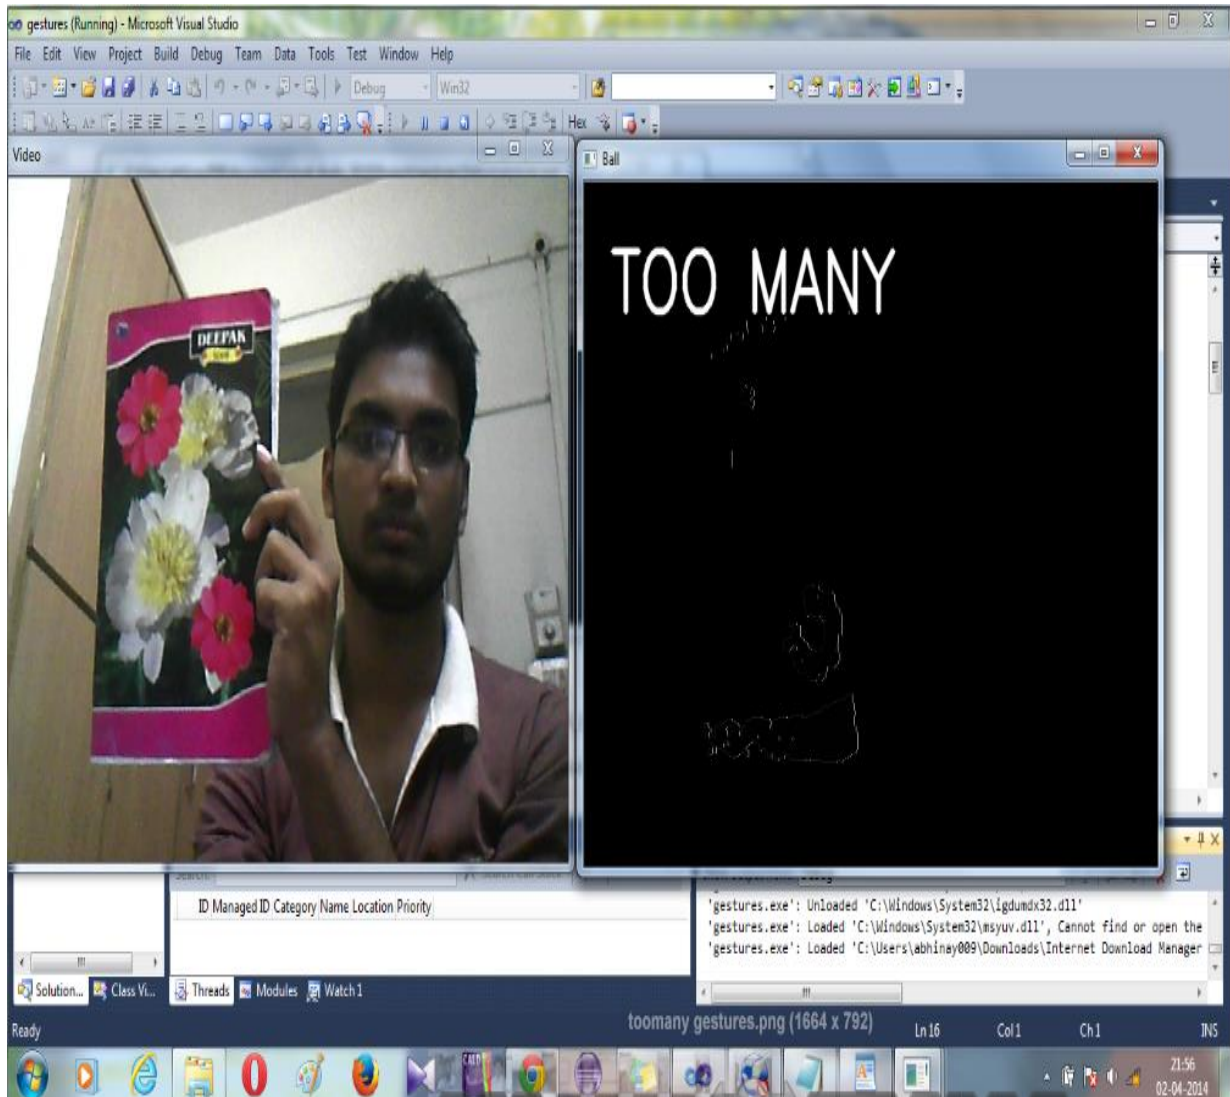 gestures (Running) - Microsoft Visual Studio
File Edit View Project Build Debug Team Data Tools Test Window Help
Debug Win32
Hex
Video
Ball
TOO MANY
DEEPAK
ID Managed ID Category Name Location Priority
'gestures.exe': Unloaded 'C:\Windows\System32\igdumdx32.dll'
'gestures.exe': Loaded 'C:\Windows\System32\msyuv.dll', Cannot find or open the
'gestures.exe': Loaded 'C:\Users\abhinay009\Downloads\Internet Download Manager
Solution... Class Vi... Threads Modules Watch 1
toomany gestures.png (1664 x 792)
Ready Ln 16 Col 1 Ch 1 INS
21:56
02-04-2014